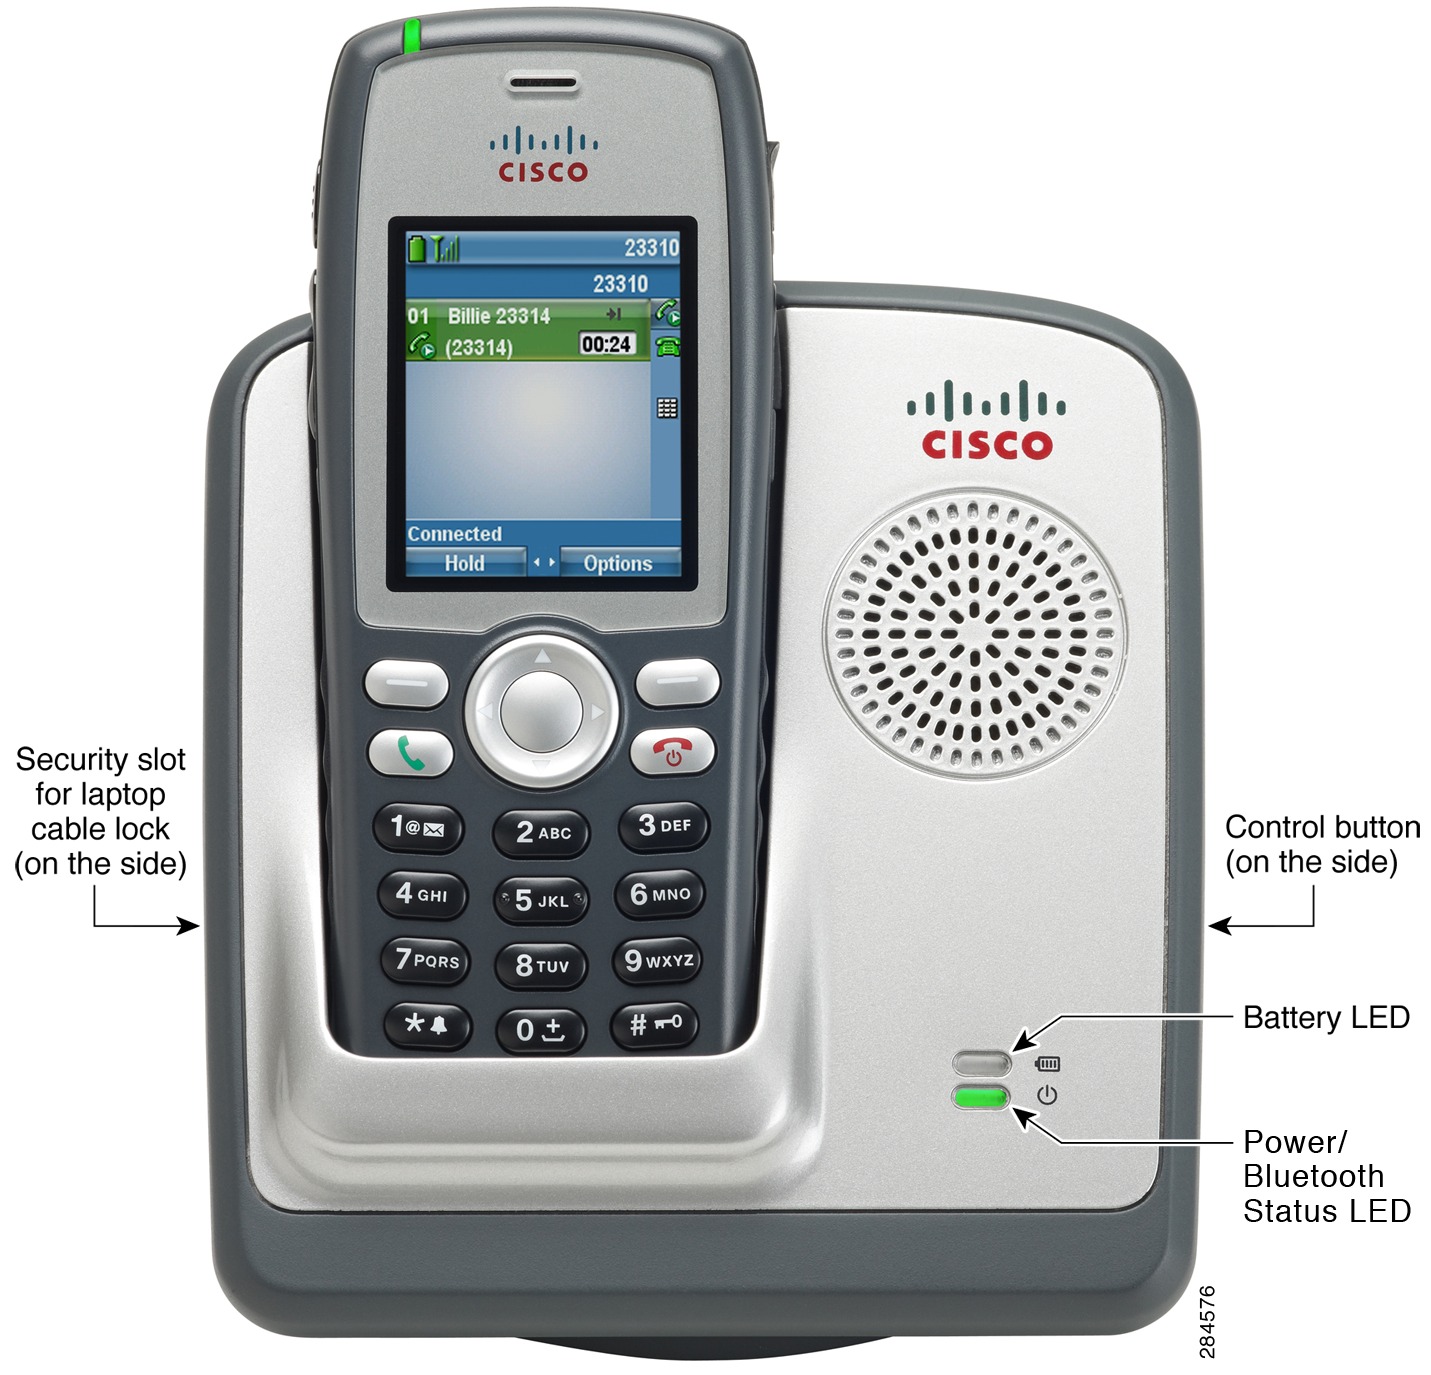 CISCO
23310
23310
01 Billie 23314
(23314) 00:24
Connected
Hold Options
CISCO
1@ 2 ABC 3 DEF
4 GHI 5 JKL 6 MNO
7 PQRS 8 TUV 9 WXYZ
* 0 + #
Security slot
for laptop
cable lock
(on the side)
Control button
(on the side)
Battery LED
Power/
Bluetooth
Status LED
284576